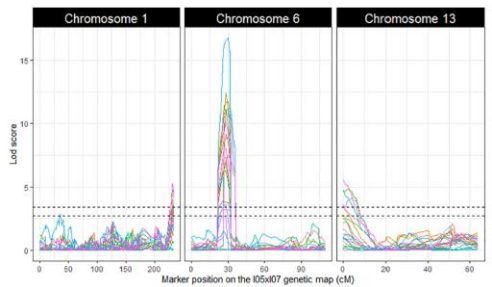 Chromosome 1 Chromosome 6 Chromosome 13
15
10
5
0
Lod score
0 50 100 150 200 0 30 60 90 0 20 40 60
Marker position on the I05xI07 genetic map (cM)